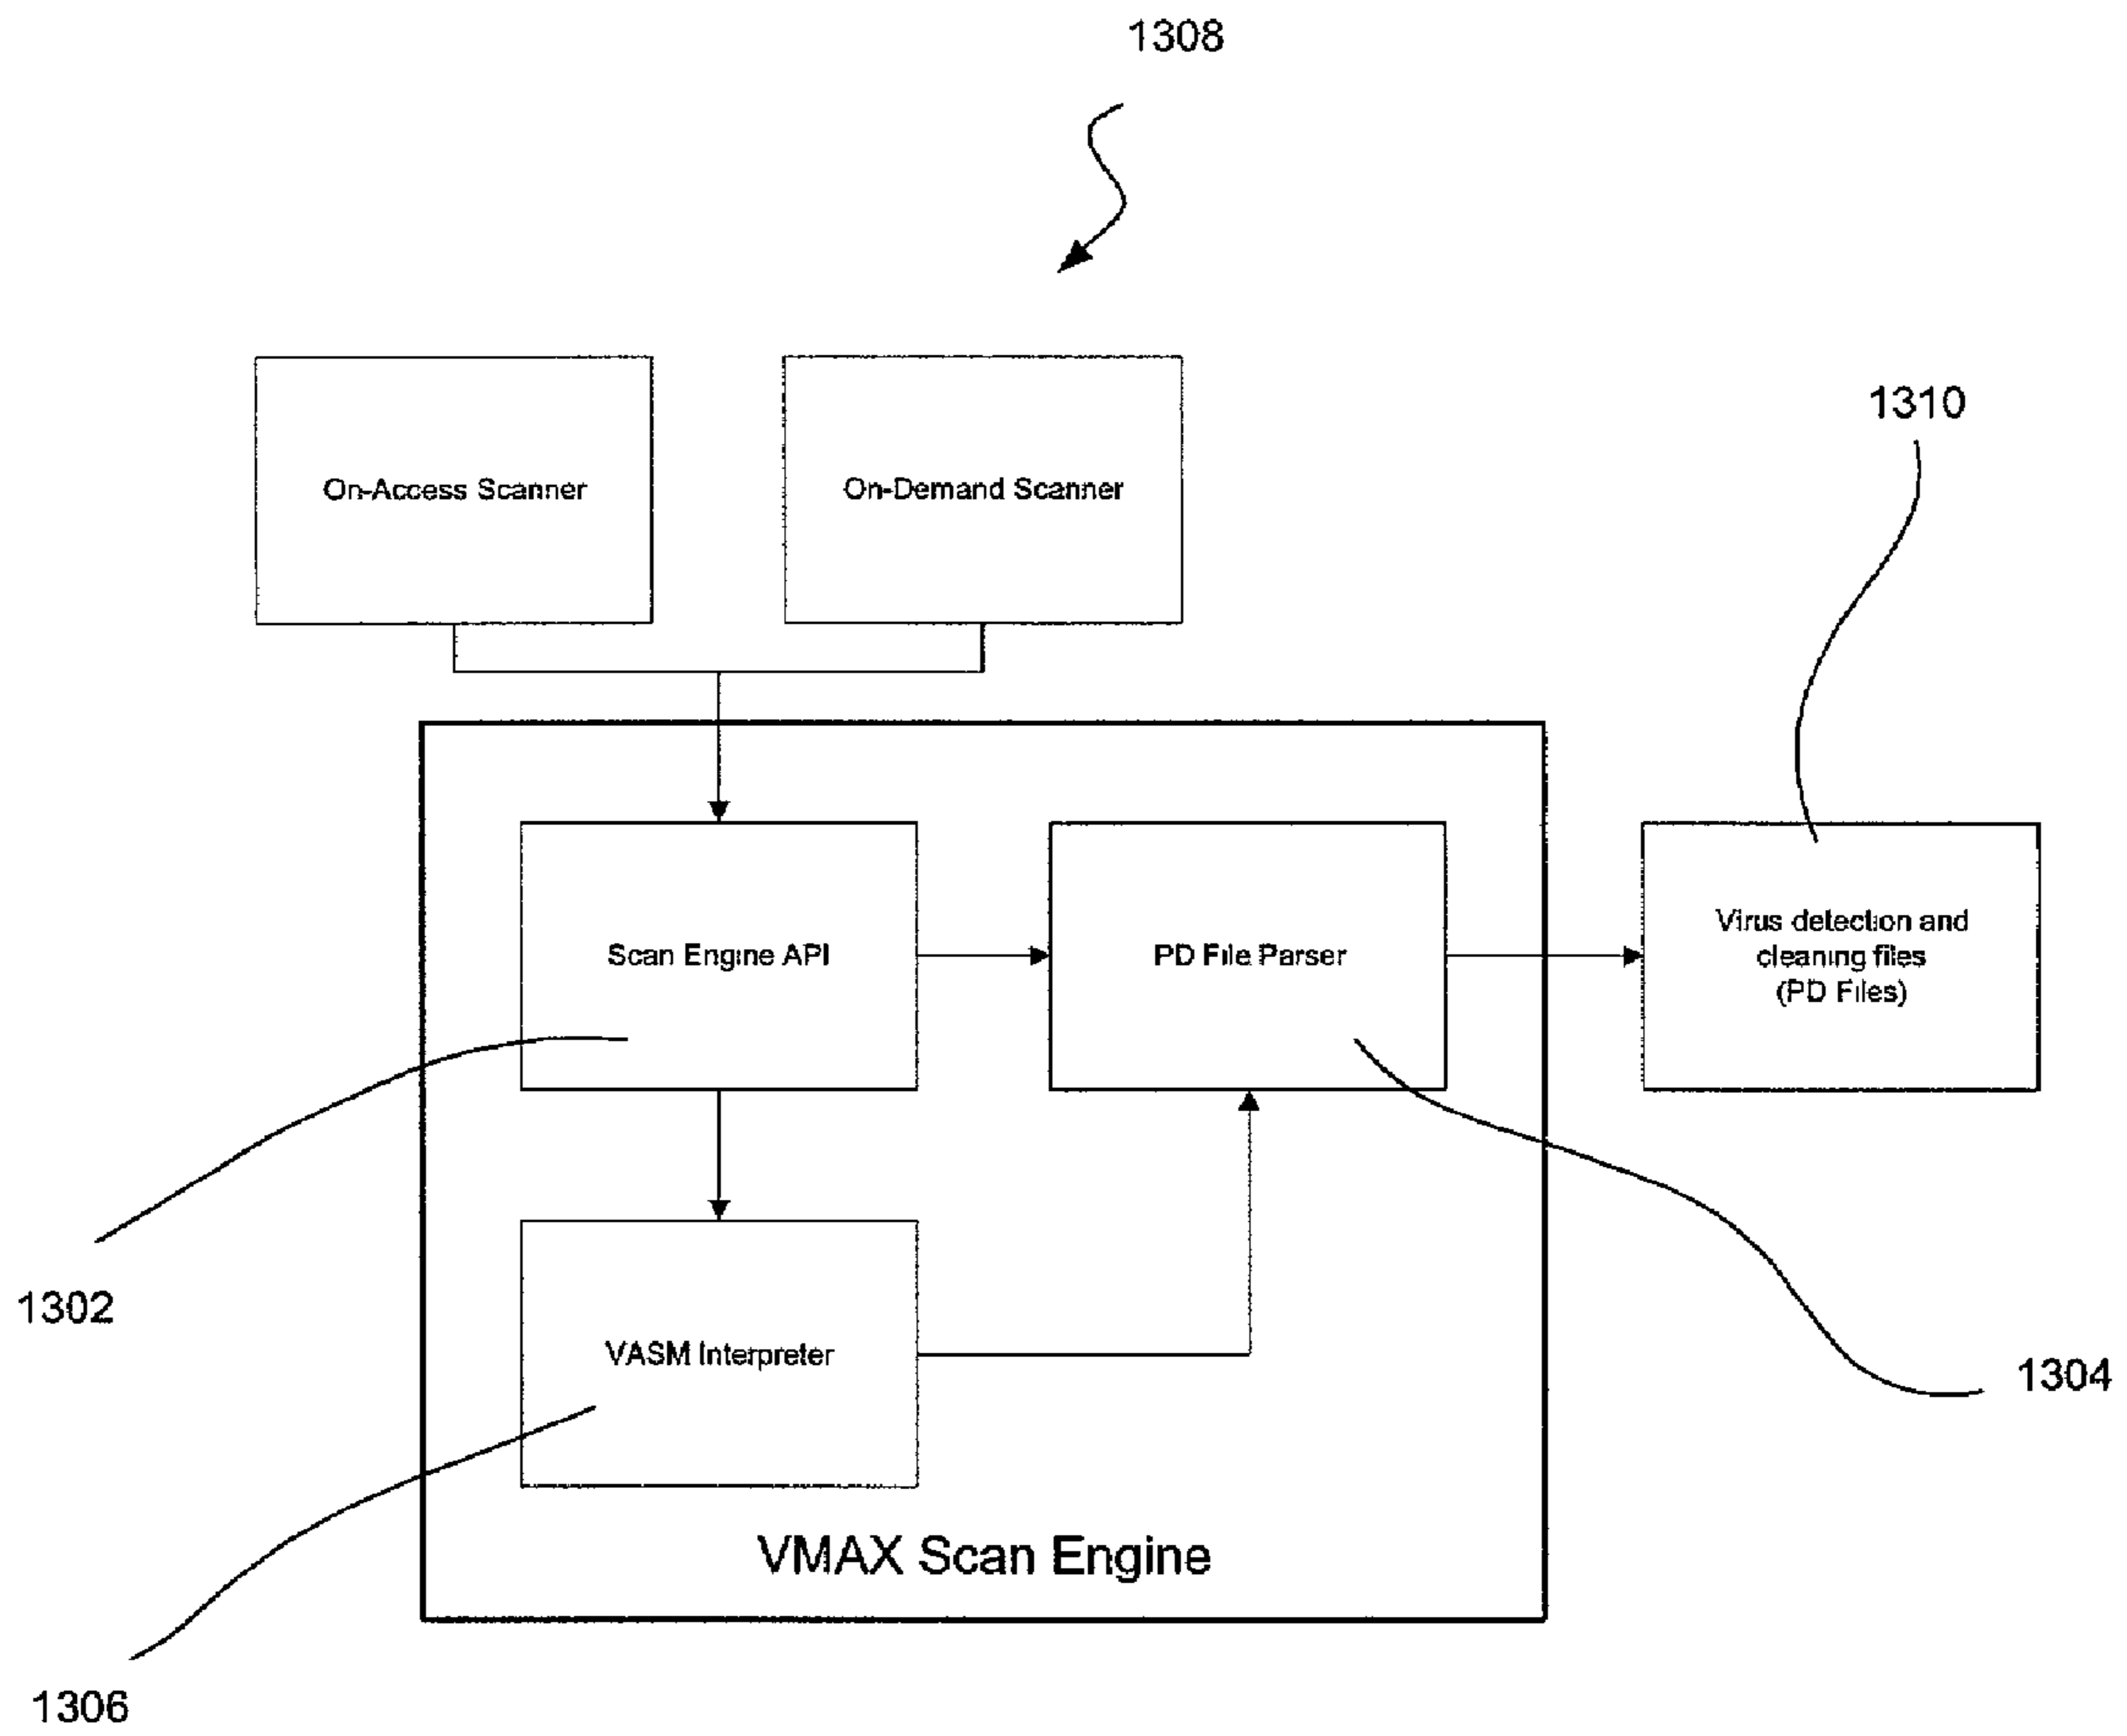 1308
1310
On-Access Scanner
On-Demand Scanner
Scan Engine API
PD File Parser
Virus detection and
cleaning files
(PD Files)
1302
VASM Interpreter
1304
VMAX Scan Engine
1306